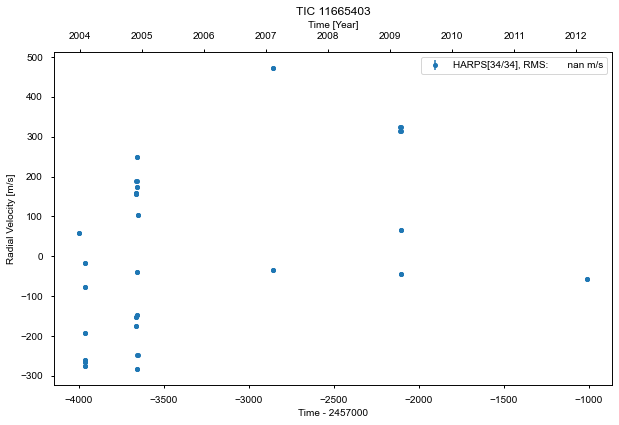 TIC 11665403
Time [Year]
2004 2005 2006 2007 2008 2009 2010 2011 2012
HARPS[34/34], RMS: nan m/s
500
400
300
200
100
0
−100
−200
−300
Radial Velocity [m/s]
−4000 −3500 −3000 −2500 −2000 −1500 −1000
Time - 2457000